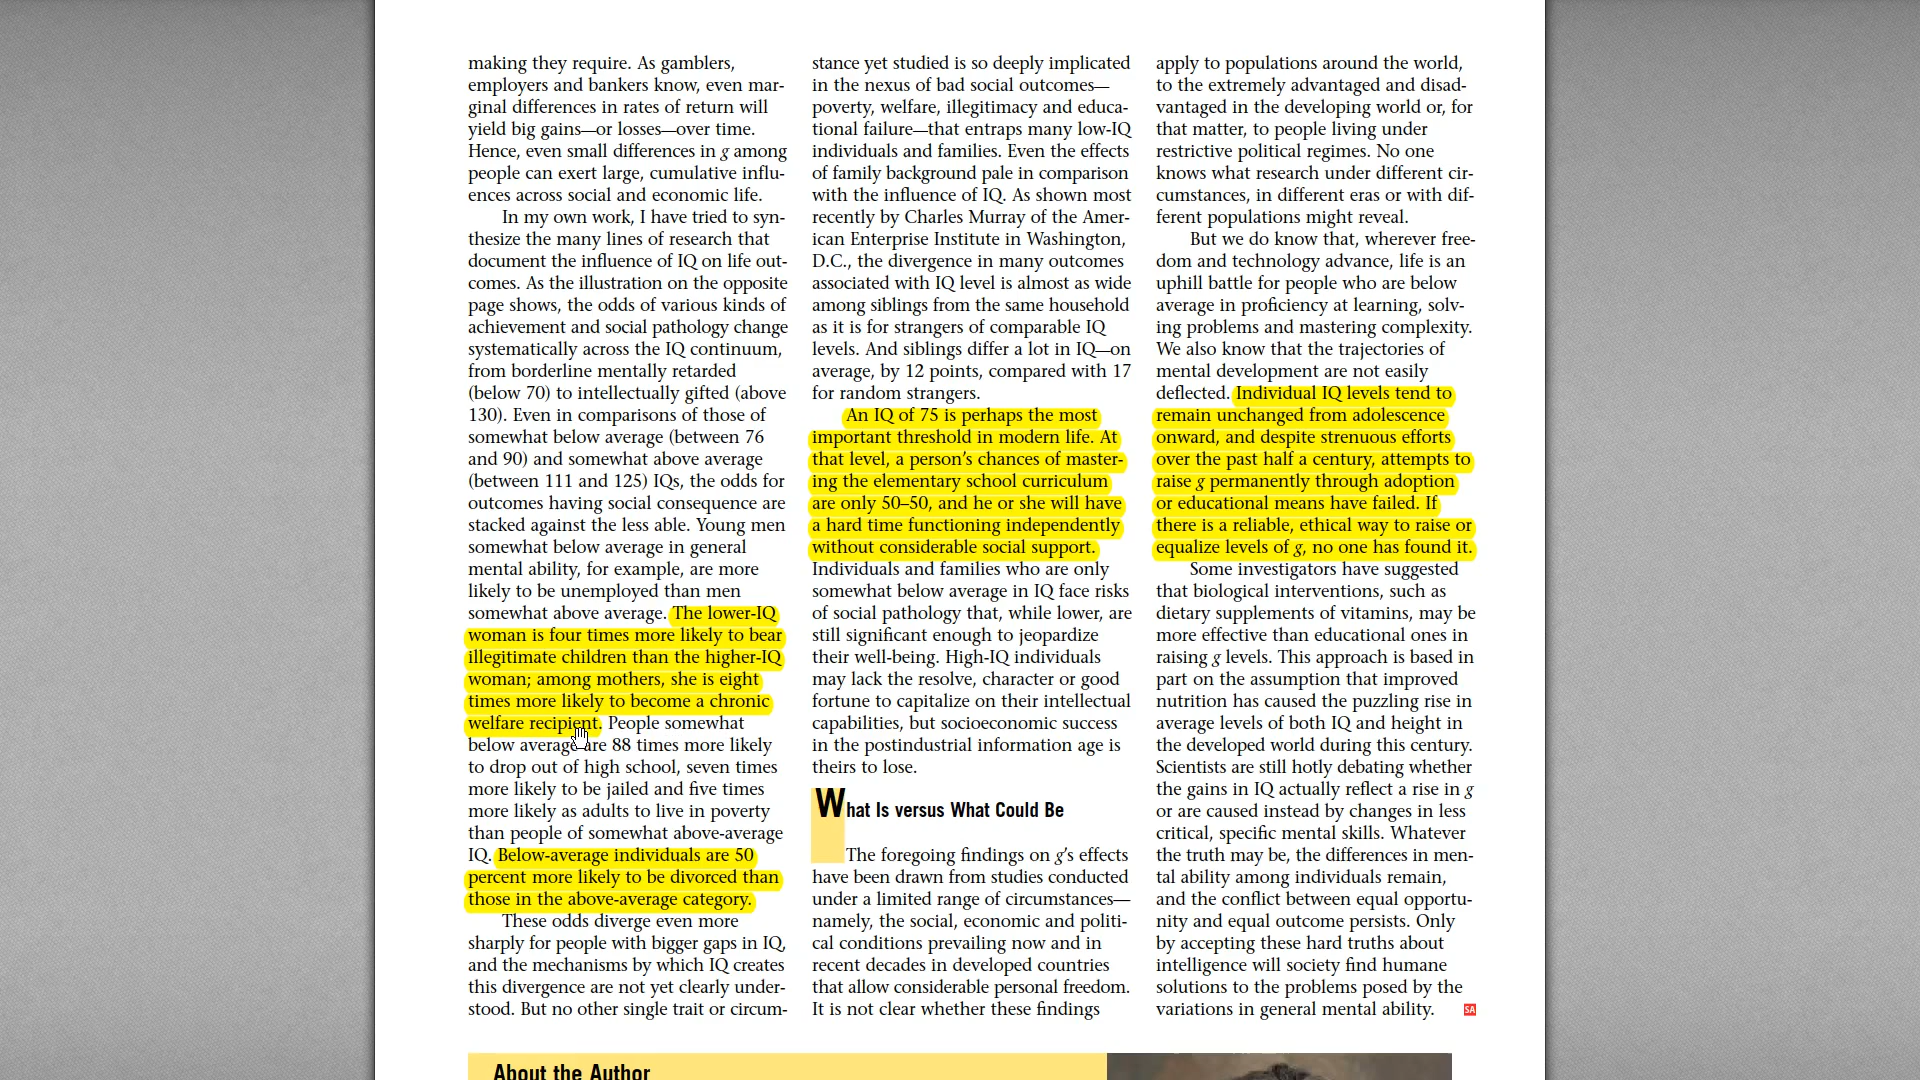 making they require. As gamblers,
employers and bankers know, even mar-
ginal differences in rates of return will
yield big gains—or losses—over time.
Hence, even small differences in g among
people can exert large, cumulative influ-
ences across social and economic life.
In my own work, I have tried to syn-
thesize the many lines of research that
document the influence of IQ on life out-
comes. As the illustration on the opposite
page shows, the odds of various kinds of
achievement and social pathology change
systematically across the IQ continuum,
from borderline mentally retarded
(below 70) to intellectually gifted (above
130). Even in comparisons of those of
somewhat below average (between 76
and 90) and somewhat above average
(between 111 and 125) IQs, the odds for
outcomes having social consequence are
stacked against the less able. Young men
somewhat below average in general
mental ability, for example, are more
likely to be unemployed than men
somewhat above average. The lower-IQ
woman is four times more likely to bear
illegitimate children than the higher-IQ
woman; among mothers, she is eight
times more likely to become a chronic
welfare recipient. People somewhat
below average are 88 times more likely
to drop out of high school, seven times
more likely to be jailed and five times
more likely as adults to live in poverty
than people of somewhat above-average
IQ. Below-average individuals are 50
percent more likely to be divorced than
those in the above-average category.
These odds diverge even more
sharply for people with bigger gaps in IQ,
and the mechanisms by which IQ creates
this divergence are not yet clearly under-
stood. But no other single trait or circum-
stance yet studied is so deeply implicated
in the nexus of bad social outcomes—
poverty, welfare, illegitimacy and educa-
tional failure—that entraps many low-IQ
individuals and families. Even the effects
of family background pale in comparison
with the influence of IQ. As shown most
recently by Charles Murray of the Amer-
ican Enterprise Institute in Washington,
D.C., the divergence in many outcomes
associated with IQ level is almost as wide
among siblings from the same household
as it is for strangers of comparable IQ
levels. And siblings differ a lot in IQ—on
average, by 12 points, compared with 17
for random strangers.
An IQ of 75 is perhaps the most
important threshold in modern life. At
that level, a person’s chances of master-
ing the elementary school curriculum
are only 50–50, and he or she will have
a hard time functioning independently
without considerable social support.
Individuals and families who are only
somewhat below average in IQ face risks
of social pathology that, while lower, are
still significant enough to jeopardize
their well-being. High-IQ individuals
may lack the resolve, character or good
fortune to capitalize on their intellectual
capabilities, but socioeconomic success
in the postindustrial information age is
theirs to lose.
What Is versus What Could Be
The foregoing findings on g’s effects
have been drawn from studies conducted
under a limited range of circumstances—
namely, the social, economic and politi-
cal conditions prevailing now and in
recent decades in developed countries
that allow considerable personal freedom.
It is not clear whether these findings
apply to populations around the world,
to the extremely advantaged and disad-
vantaged in the developing world or, for
that matter, to people living under
restrictive political regimes. No one
knows what research under different cir-
cumstances, in different eras or with dif-
ferent populations might reveal.
But we do know that, wherever free-
dom and technology advance, life is an
uphill battle for people who are below
average in proficiency at learning, solv-
ing problems and mastering complexity.
We also know that the trajectories of
mental development are not easily
deflected. Individual IQ levels tend to
remain unchanged from adolescence
onward, and despite strenuous efforts
over the past half a century, attempts to
raise g permanently through adoption
or educational means have failed. If
there is a reliable, ethical way to raise or
equalize levels of g, no one has found it.
Some investigators have suggested
that biological interventions, such as
dietary supplements of vitamins, may be
more effective than educational ones in
raising g levels. This approach is based in
part on the assumption that improved
nutrition has caused the puzzling rise in
average levels of both IQ and height in
the developed world during this century.
Scientists are still hotly debating whether
the gains in IQ actually reflect a rise in g
or are caused instead by changes in less
critical, specific mental skills. Whatever
the truth may be, the differences in men-
tal ability among individuals remain,
and the conflict between equal opportu-
nity and equal outcome persists. Only
by accepting these hard truths about
intelligence will society find humane
solutions to the problems posed by the
variations in general mental ability. SA
About the Author